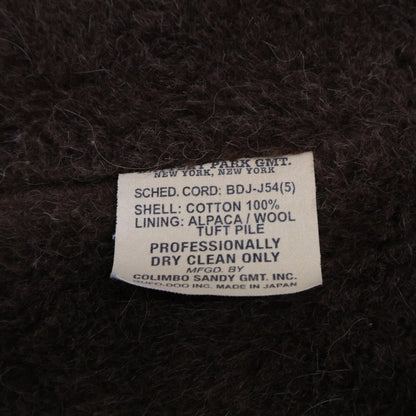 PARK GMT.
NEW YORK, NEW YORK
SCHED. CORD: BDJ-J54(5)
SHELL: COTTON 100%
LINING: ALPACA / WOOL
TUFT PILE
PROFESSIONALLY
DRY CLEAN ONLY
MFGD. BY
COLIMBO SANDY GMT. INC.
INC. MADE IN JAPAN